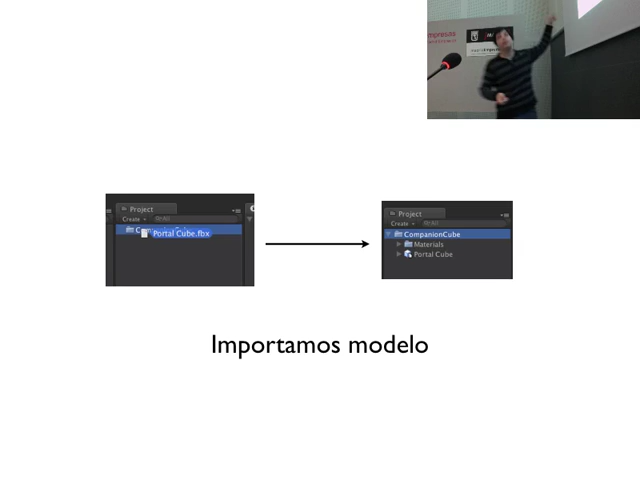 Project
Create
Portal Cube.fbx
Project
Create
CompanionCube
Materials
Portal Cube
Importamos modelo